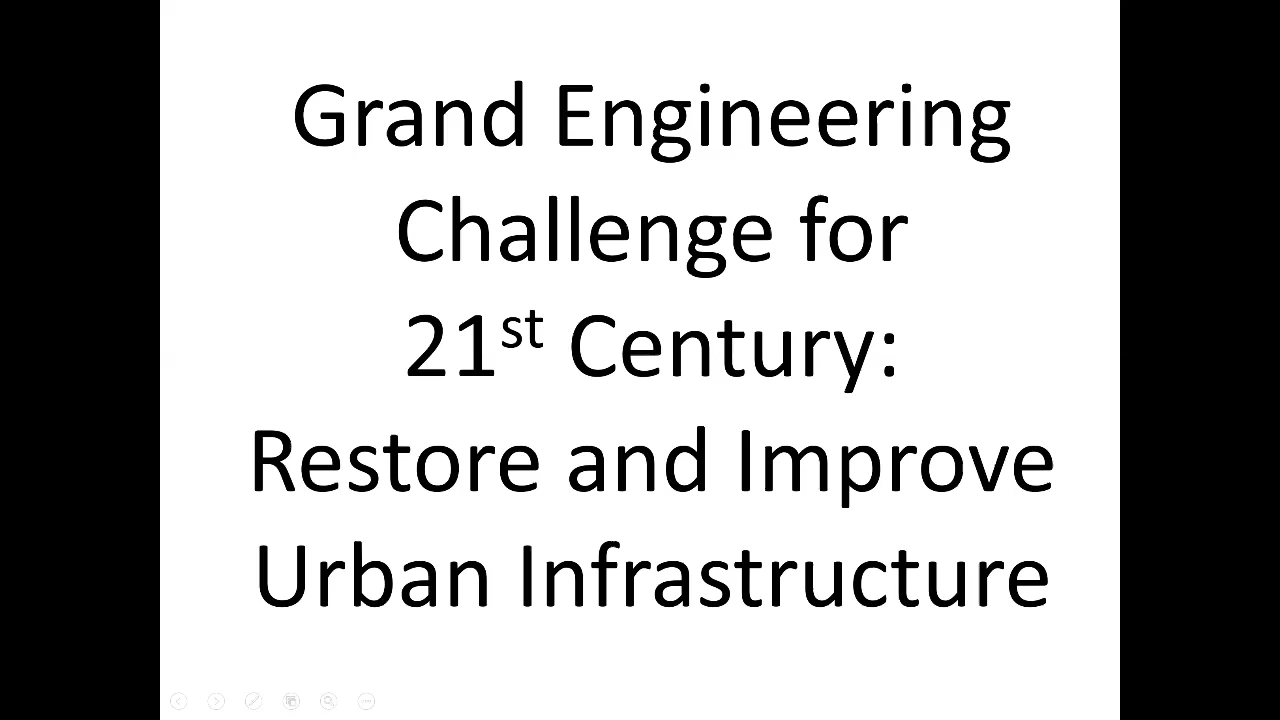 Grand Engineering
Challenge for
21st Century:
Restore and Improve
Urban Infrastructure